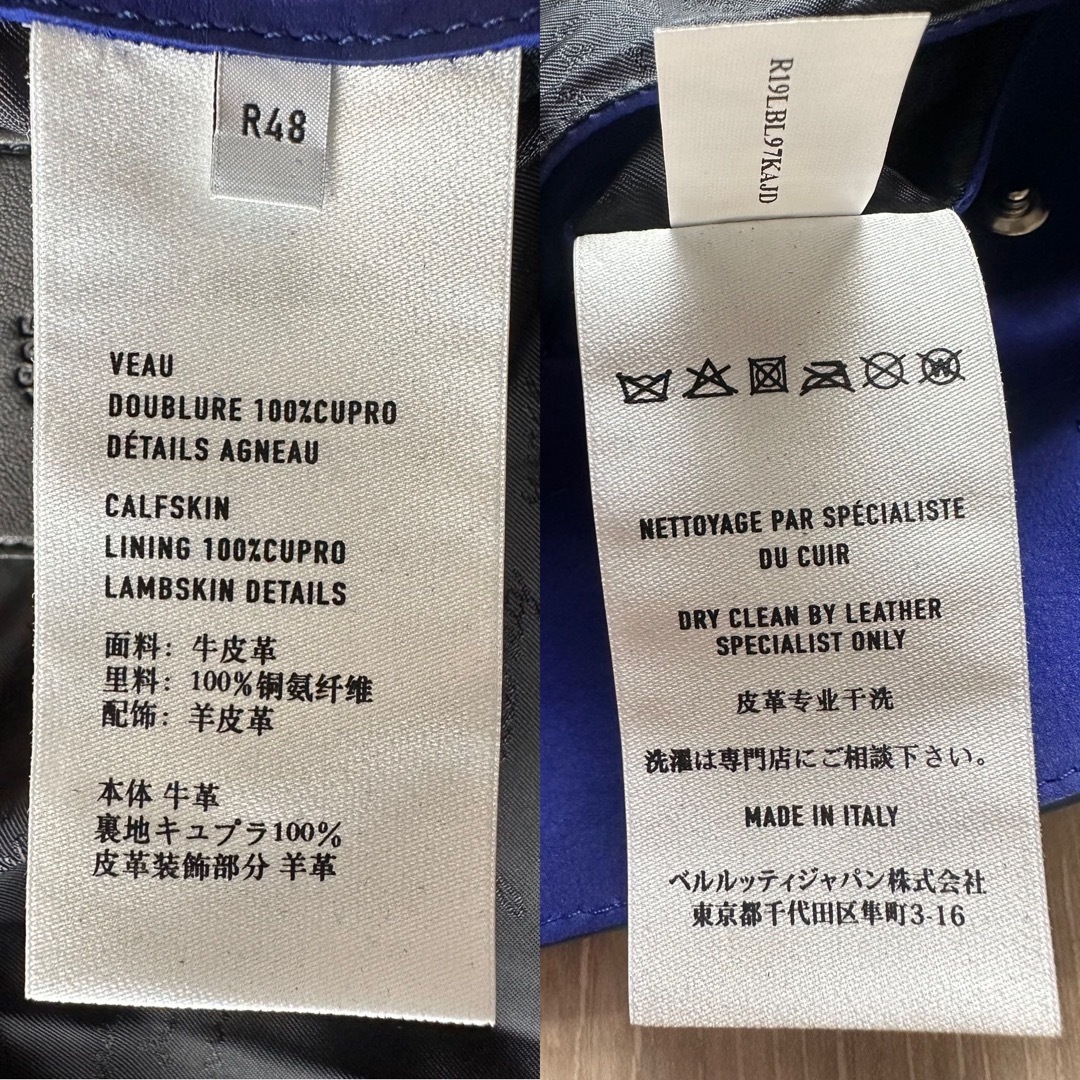 R48
VEAU
DOUBLURE 100%CUPRO
DÉTAILS AGNEAU
CALFSKIN
LINING 100%CUPRO
LAMBSKIN DETAILS
面料: 牛皮革
里料: 100%铜氨纤维
配饰: 羊皮革
本体 牛革
裏地キュプラ100%
皮革装飾部分 羊革
R19LBL97KAJD
W
NETTOYAGE PAR SPÉCIALISTE
DU CUIR
DRY CLEAN BY LEATHER
SPECIALIST ONLY
皮革专业干洗
洗濯は専門店にご相談下さい。
MADE IN ITALY
ベルルッティジャパン株式会社
東京都千代田区隼町3-16